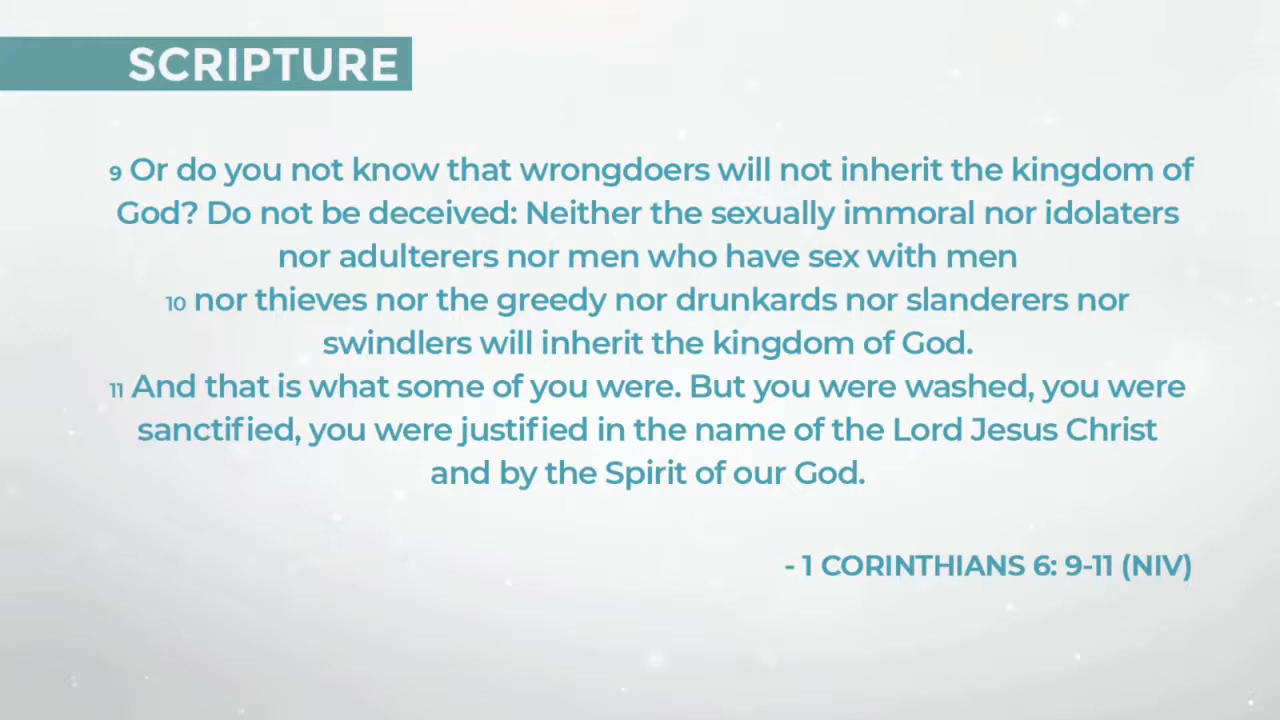 SCRIPTURE
9 Or do you not know that wrongdoers will not inherit the kingdom of
God? Do not be deceived: Neither the sexually immoral nor idolaters
nor adulterers nor men who have sex with men
10 nor thieves nor the greedy nor drunkards nor slanderers nor
swindlers will inherit the kingdom of God.
11 And that is what some of you were. But you were washed, you were
sanctified, you were justified in the name of the Lord Jesus Christ
and by the Spirit of our God.
- 1 CORINTHIANS 6: 9-11 (NIV)